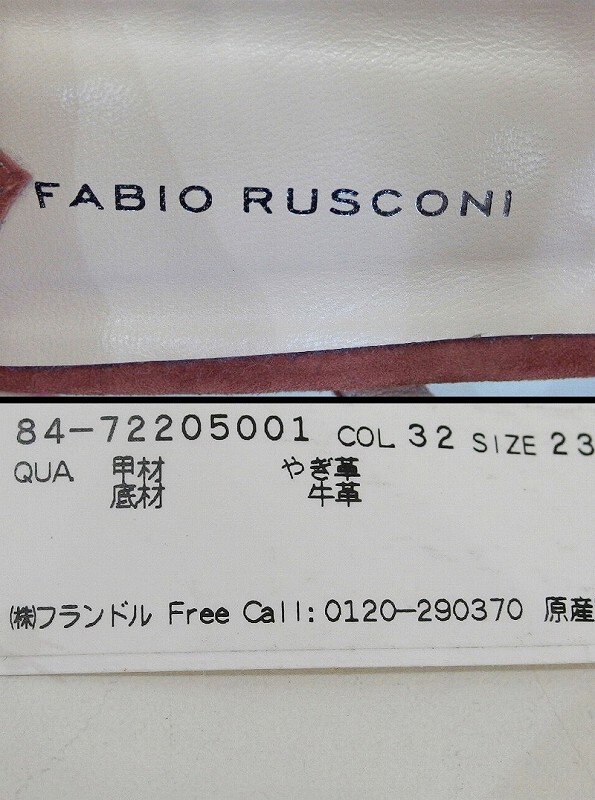 FABIO RUSCONI
84-72205001 COL 32 SIZE 23
QUA 甲材 やぎ革
底材 牛革
㈱フランドル Free Call: 0120-290370 原産